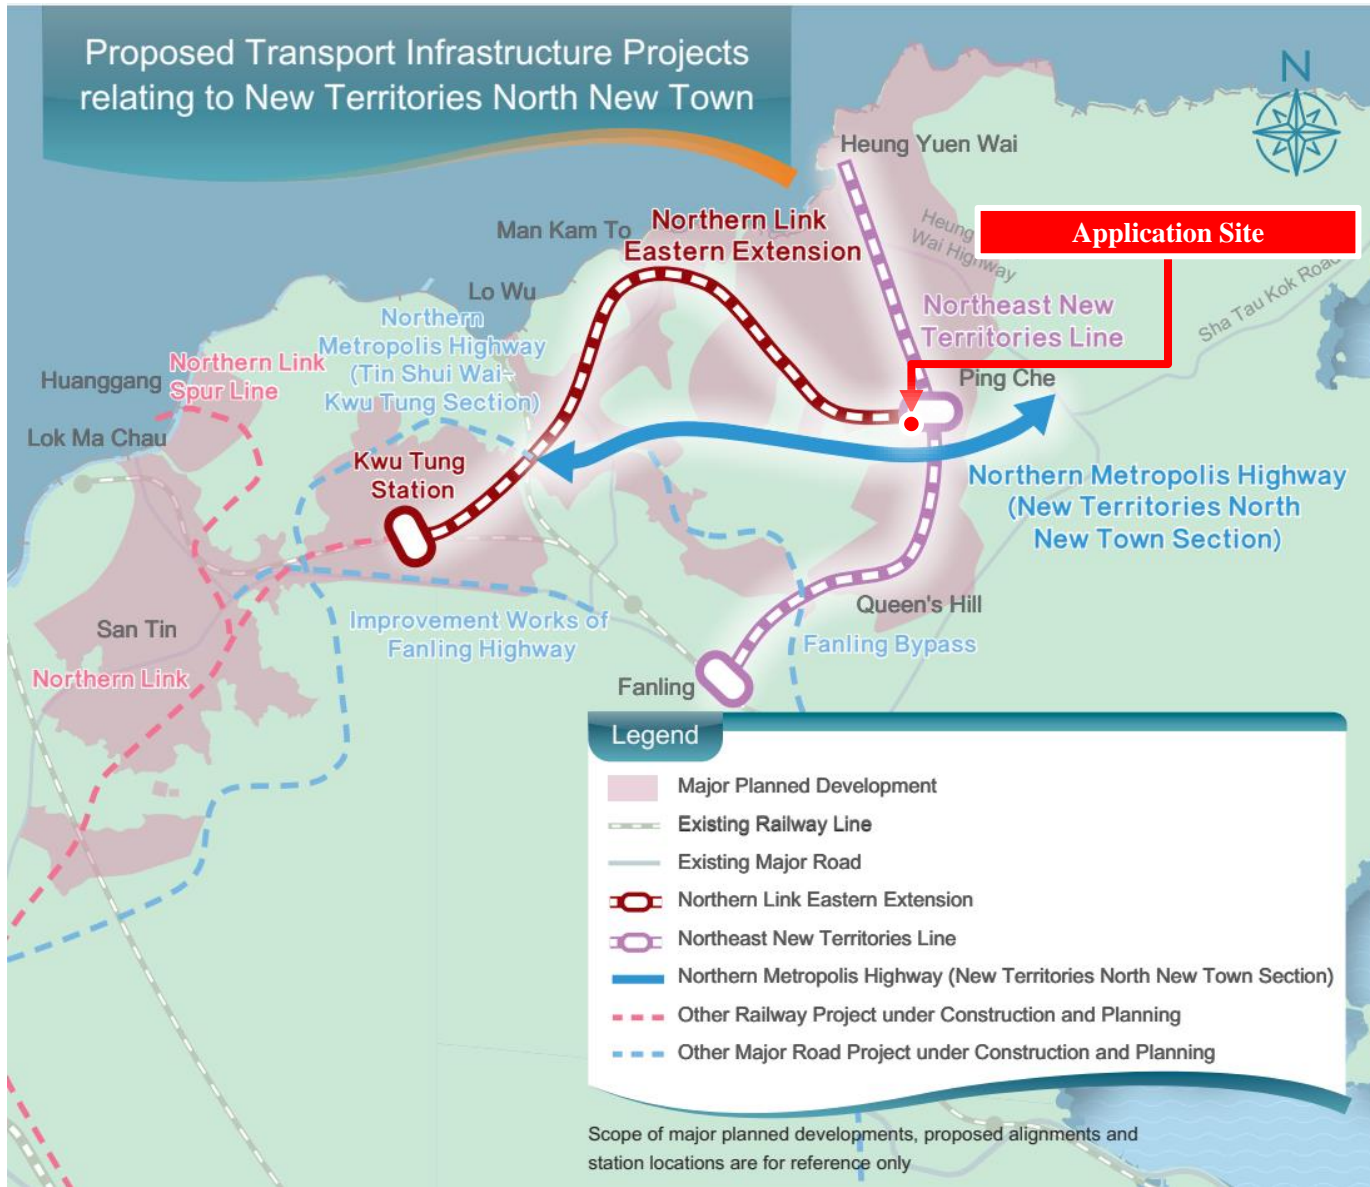 Proposed Transport Infrastructure Projects
relating to New Territories North New Town
N
Heung Yuen Wai
Man Kam To
Northern Link
Eastern Extension
Heung
Wai Highway
Application Site
Lo Wu
Northern
Metropolis Highway
(Tin Shui Wai-
Kwu Tung Section)
Northeast New
Territories Line
Sha Tau Kok Road
Huanggang
Northern Link
Spur Line
Ping Che
Lok Ma Chau
Kwu Tung
Station
Northern Metropolis Highway
(New Territories North
New Town Section)
San Tin
Improvement Works of
Fanling Highway
Queen's Hill
Fanling Bypass
Northern Link
Fanling
Legend
Major Planned Development
Existing Railway Line
Existing Major Road
Northern Link Eastern Extension
Northeast New Territories Line
Northern Metropolis Highway (New Territories North New Town Section)
Other Railway Project under Construction and Planning
Other Major Road Project under Construction and Planning
Scope of major planned developments, proposed alignments and
station locations are for reference only